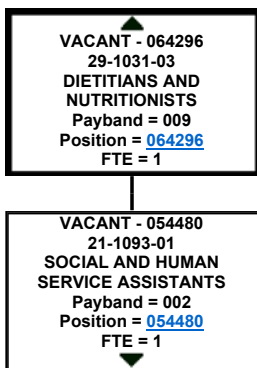 VACANT - 064296
29-1031-03
DIETITIANS AND
NUTRITIONISTS
Payband = 009
Position = 064296
FTE = 1
VACANT - 054480
21-1093-01
SOCIAL AND HUMAN
SERVICE ASSISTANTS
Payband = 002
Position = 054480
FTE = 1